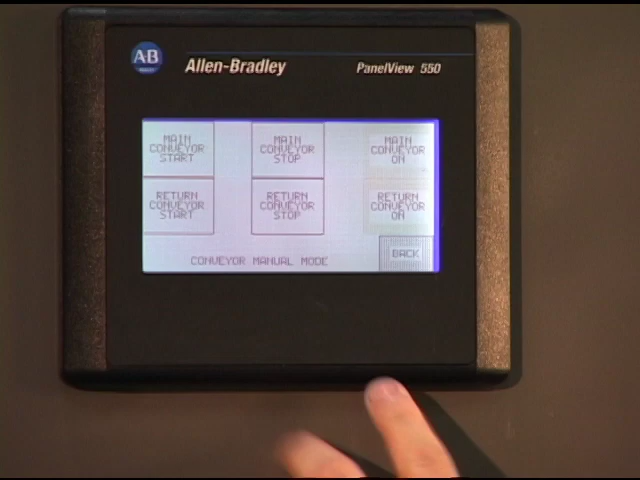 AB
Allen-Bradley
PanelView 550
MAIN
CONVEYOR
START
MAIN
CONVEYOR
STOP
MAIN
CONVEYOR
ON
RETURN
CONVEYOR
START
RETURN
CONVEYOR
STOP
RETURN
CONVEYOR
ON
CONVEYOR MANUAL MODE
BACK